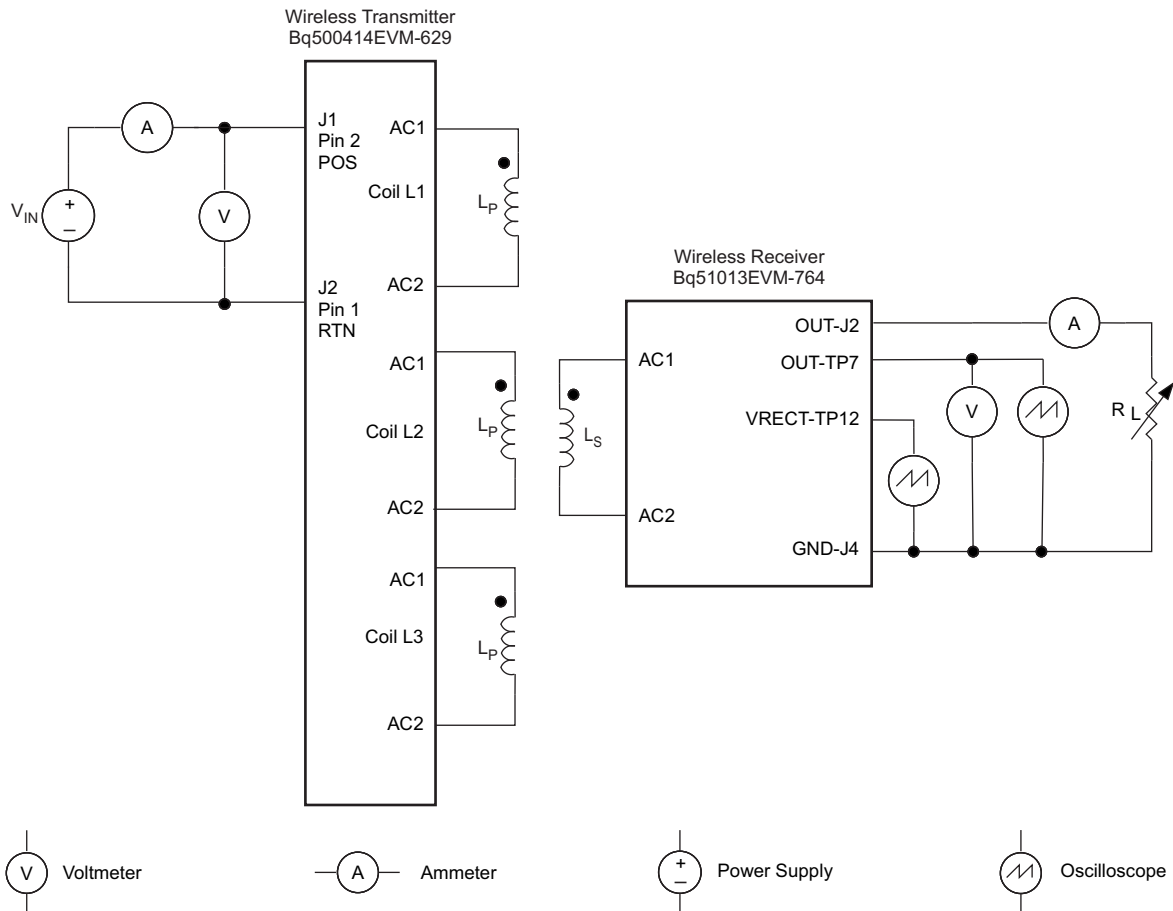 Wireless Transmitter
Bq500414EVM-629
A
V
V_IN
+
–
J1
Pin 2
POS
J2
Pin 1
RTN
AC1
Coil L1
AC2
L_P
AC1
Coil L2
AC2
L_P
AC1
Coil L3
AC2
L_P
L_S
Wireless Receiver
Bq51013EVM-764
AC1
AC2
OUT-J2
OUT-TP7
VRECT-TP12
GND-J4
A
V
R_L
V Voltmeter
A Ammeter
+
–
Power Supply
Oscilloscope